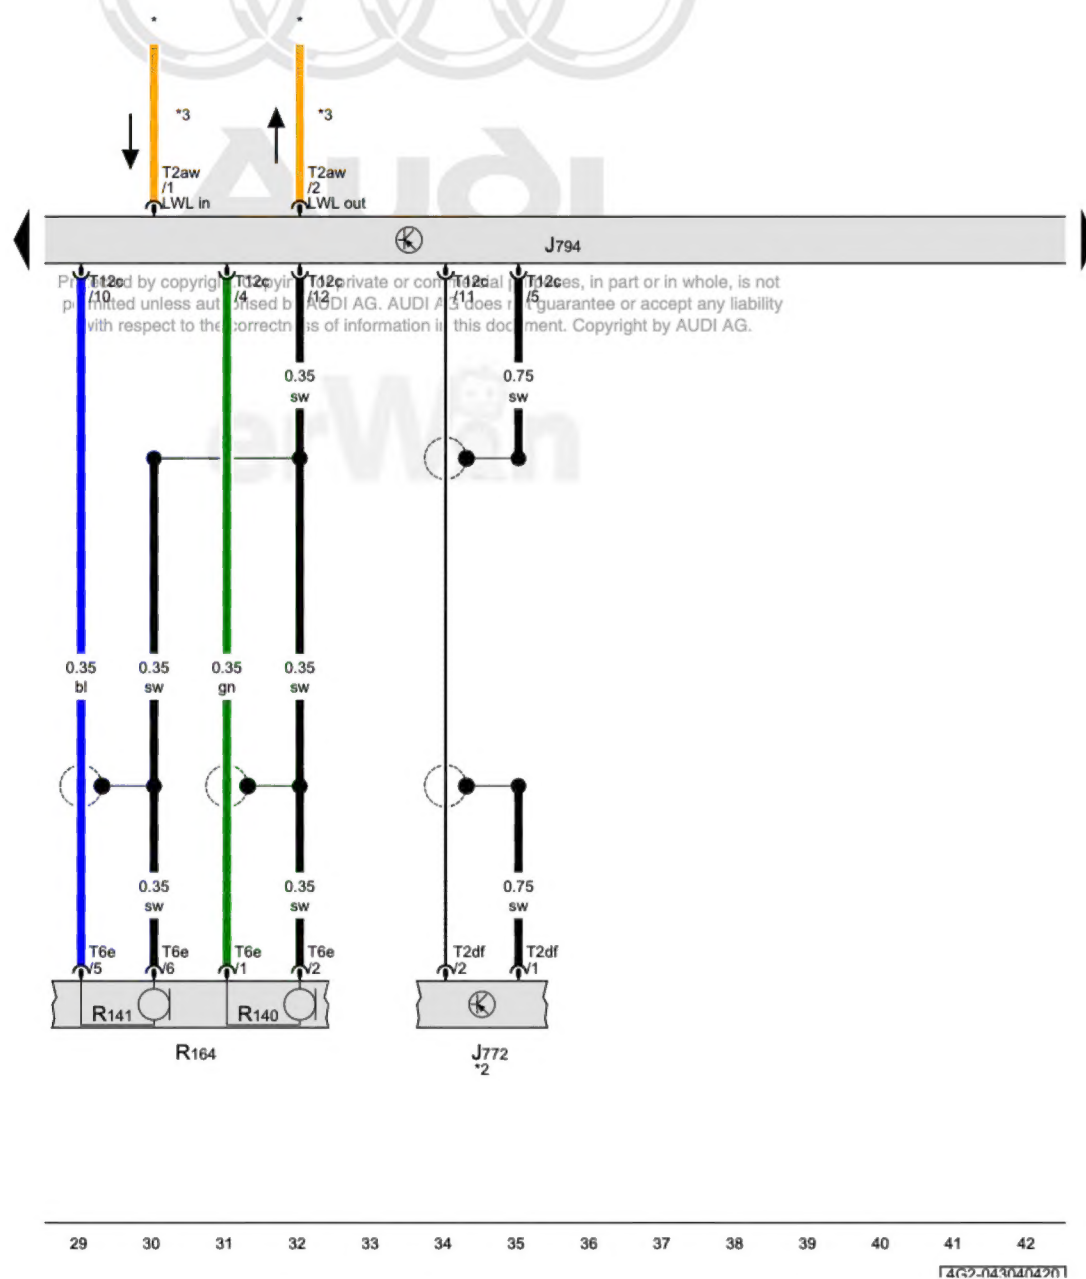 * *
*3 *3
T2aw T2aw
/1 /2
LWL in LWL out
Audi
J794
T12c T12c T12c T12c T12c
/10 /4 /12 /11 /5
Protected by copyright. Copying for private or commercial purposes, in part or in whole, is not
permitted unless authorised by AUDI AG. AUDI AG does not guarantee or accept any liability
with respect to the correctness of information in this document. Copyright by AUDI AG.
0.35 0.75
sw sw
erWin
0.35 0.35 0.35 0.35
bl sw gn sw
0.35 0.35 0.75
sw sw sw
T6e T6e T6e T6e T2df T2df
/5 /6 /1 /2 /2 /1
R141 R140
R164 J772
*2
29 30 31 32 33 34 35 36 37 38 39 40 41 42
4G2-043040420